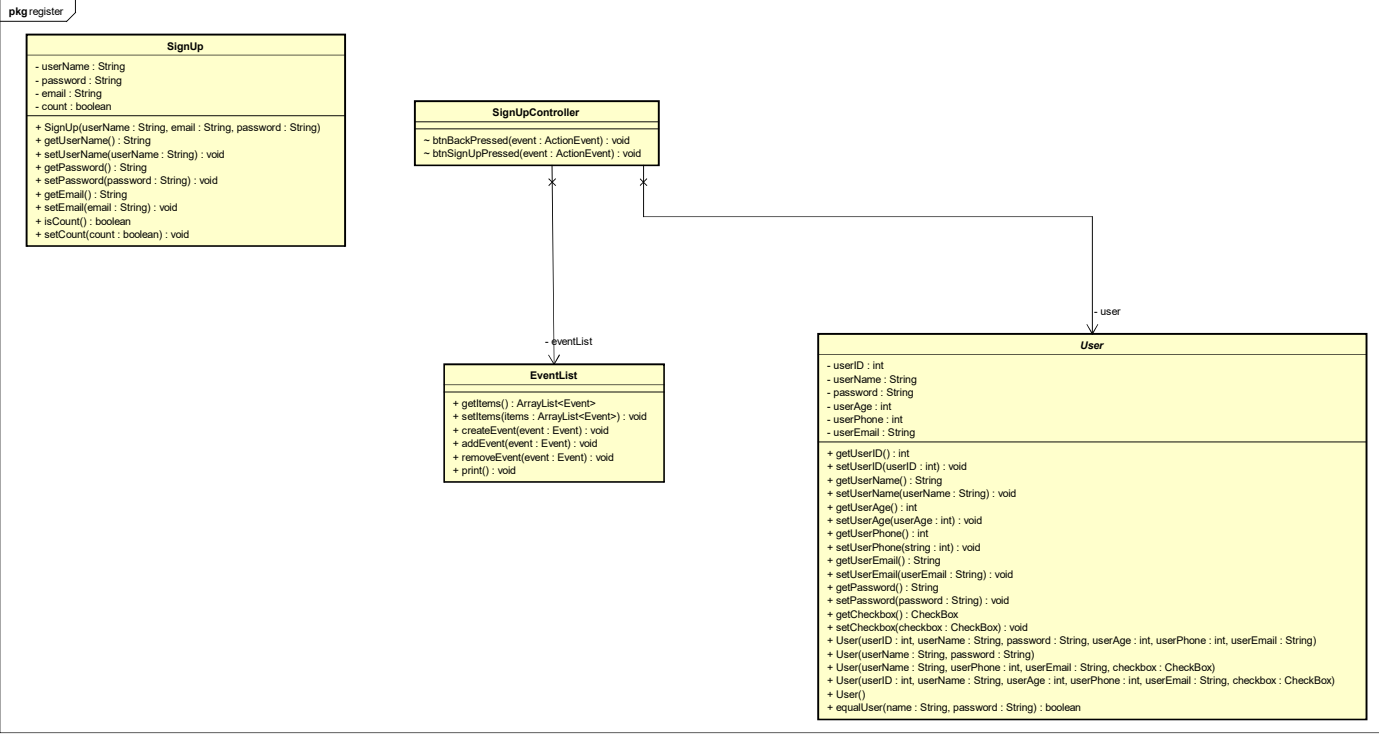 pkg register
SignUp
- userName : String
- password : String
- email : String
- count : boolean
+ SignUp(userName : String, email : String, password : String)
+ getUserName() : String
+ setUserName(userName : String) : void
+ getPassword() : String
+ setPassword(password : String) : void
+ getEmail() : String
+ setEmail(email : String) : void
+ isCount() : boolean
+ setCount(count : boolean) : void
SignUpController
~ btnBackPressed(event : ActionEvent) : void
~ btnSignUpPressed(event : ActionEvent) : void
- eventList
EventList
+ getItems() : ArrayList<Event>
+ setItems(items : ArrayList<Event>) : void
+ createEvent(event : Event) : void
+ addEvent(event : Event) : void
+ removeEvent(event : Event) : void
+ print() : void
- user
User
- userID : int
- userName : String
- password : String
- userAge : int
- userPhone : int
- userEmail : String
+ getUserID() : int
+ setUserID(userID : int) : void
+ getUserName() : String
+ setUserName(userName : String) : void
+ getUserAge() : int
+ setUserAge(userAge : int) : void
+ getUserPhone() : int
+ setUserPhone(string : int) : void
+ getUserEmail() : String
+ setUserEmail(userEmail : String) : void
+ getPassword() : String
+ setPassword(password : String) : void
+ getCheckbox() : CheckBox
+ setCheckbox(checkbox : CheckBox) : void
+ User(userID : int, userName : String, password : String, userAge : int, userPhone : int, userEmail : String)
+ User(userName : String, password : String)
+ User(userName : String, userPhone : int, userEmail : String, checkbox : CheckBox)
+ User(userID : int, userName : String, userAge : int, userPhone : int, userEmail : String, checkbox : CheckBox)
+ User()
+ equalUser(name : String, password : String) : boolean